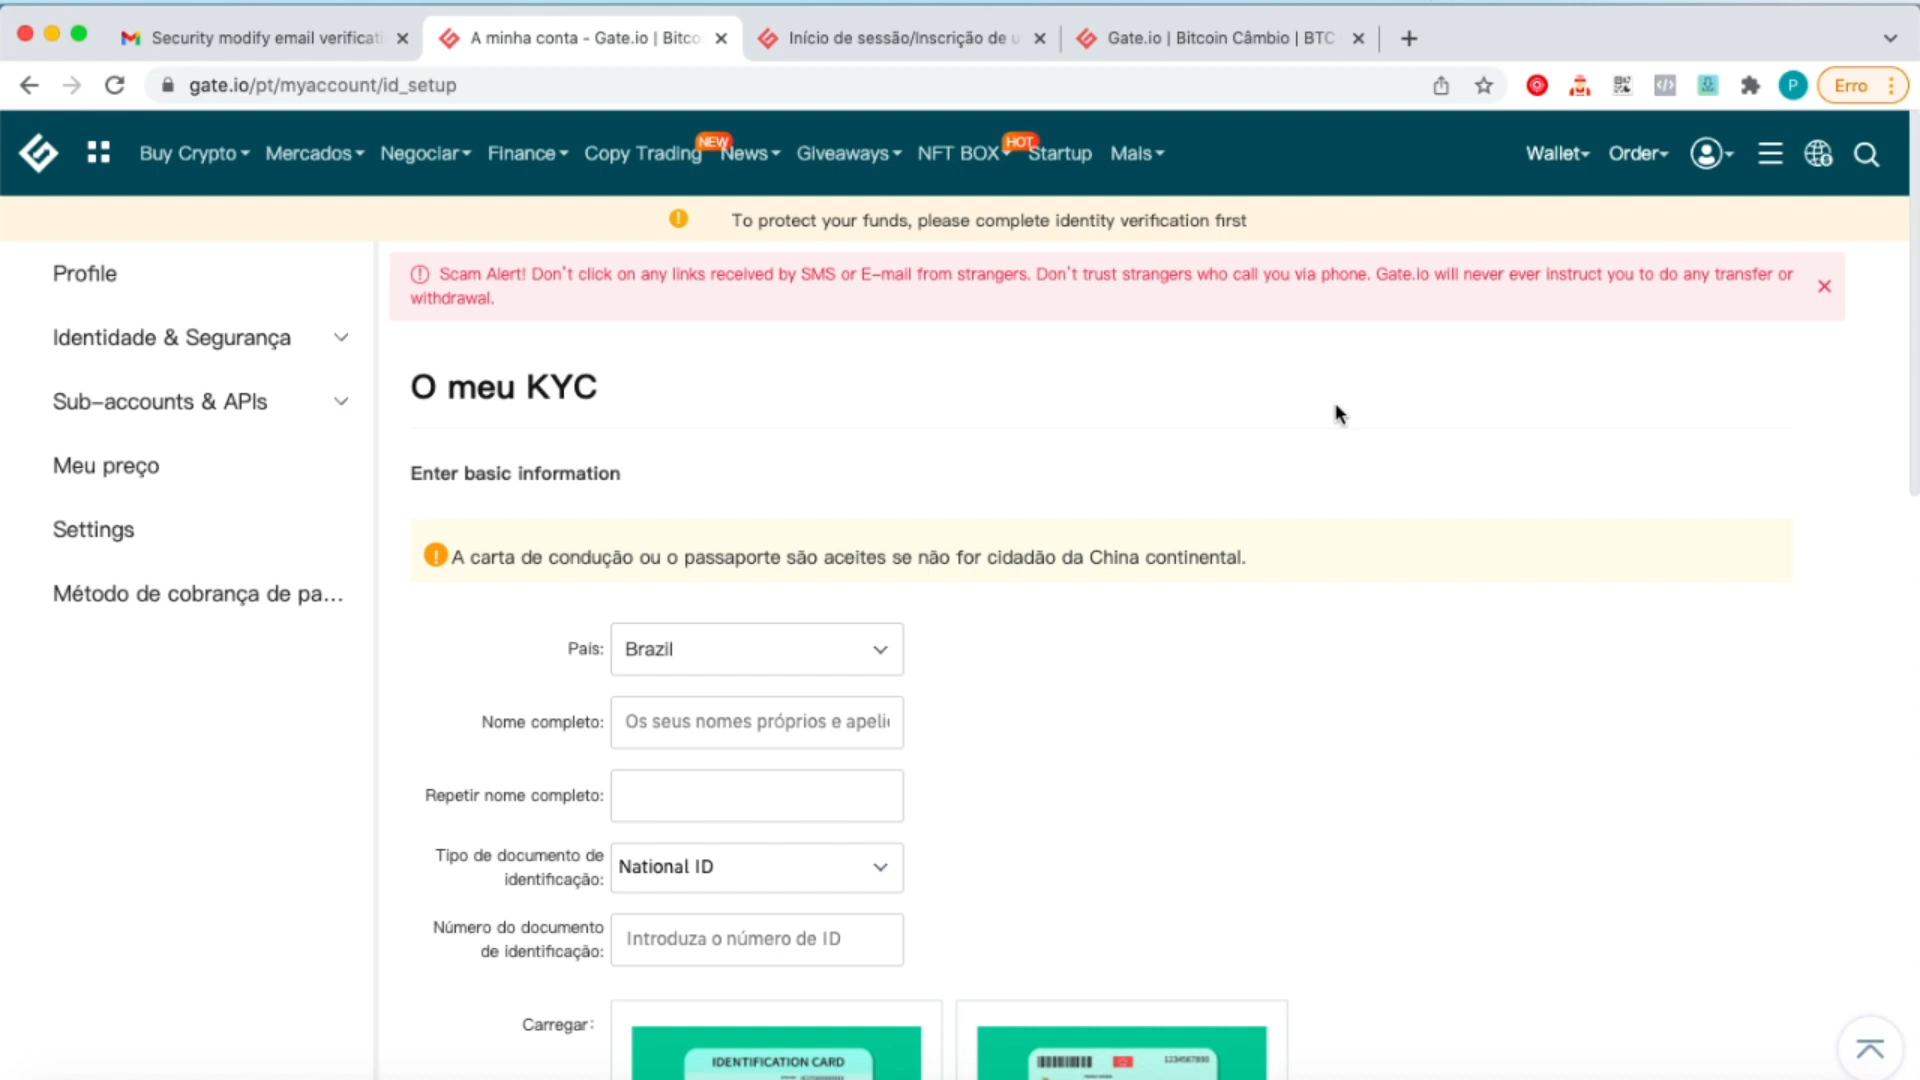 Security modify email verificati
A minha conta - Gate.io | Bitco
Início de sessão/Inscrição de u
Gate.io | Bitcoin Câmbio | BTC
gate.io/pt/myaccount/id_setup
P
Erro
Buy Crypto
Mercados
Negociar
Finance
Copy Trading
NEW
News
Giveaways
NFT BOX
HOT
Startup
Mais
Wallet
Order
To protect your funds, please complete identity verification first
Profile
Identidade & Segurança
Sub-accounts & APIs
Meu preço
Settings
Método de cobrança de pa...
Scam Alert! Don't click on any links received by SMS or E-mail from strangers. Don't trust strangers who call you via phone. Gate.io will never ever instruct you to do any transfer or
withdrawal.
O meu KYC
Enter basic information
A carta de condução ou o passaporte são aceites se não for cidadão da China continental.
País:
Brazil
Nome completo:
Os seus nomes próprios e apeli
Repetir nome completo:
Tipo de documento de
identificação:
National ID
Número do documento
de identificação:
Introduza o número de ID
Carregar:
IDENTIFICATION CARD
1234567890